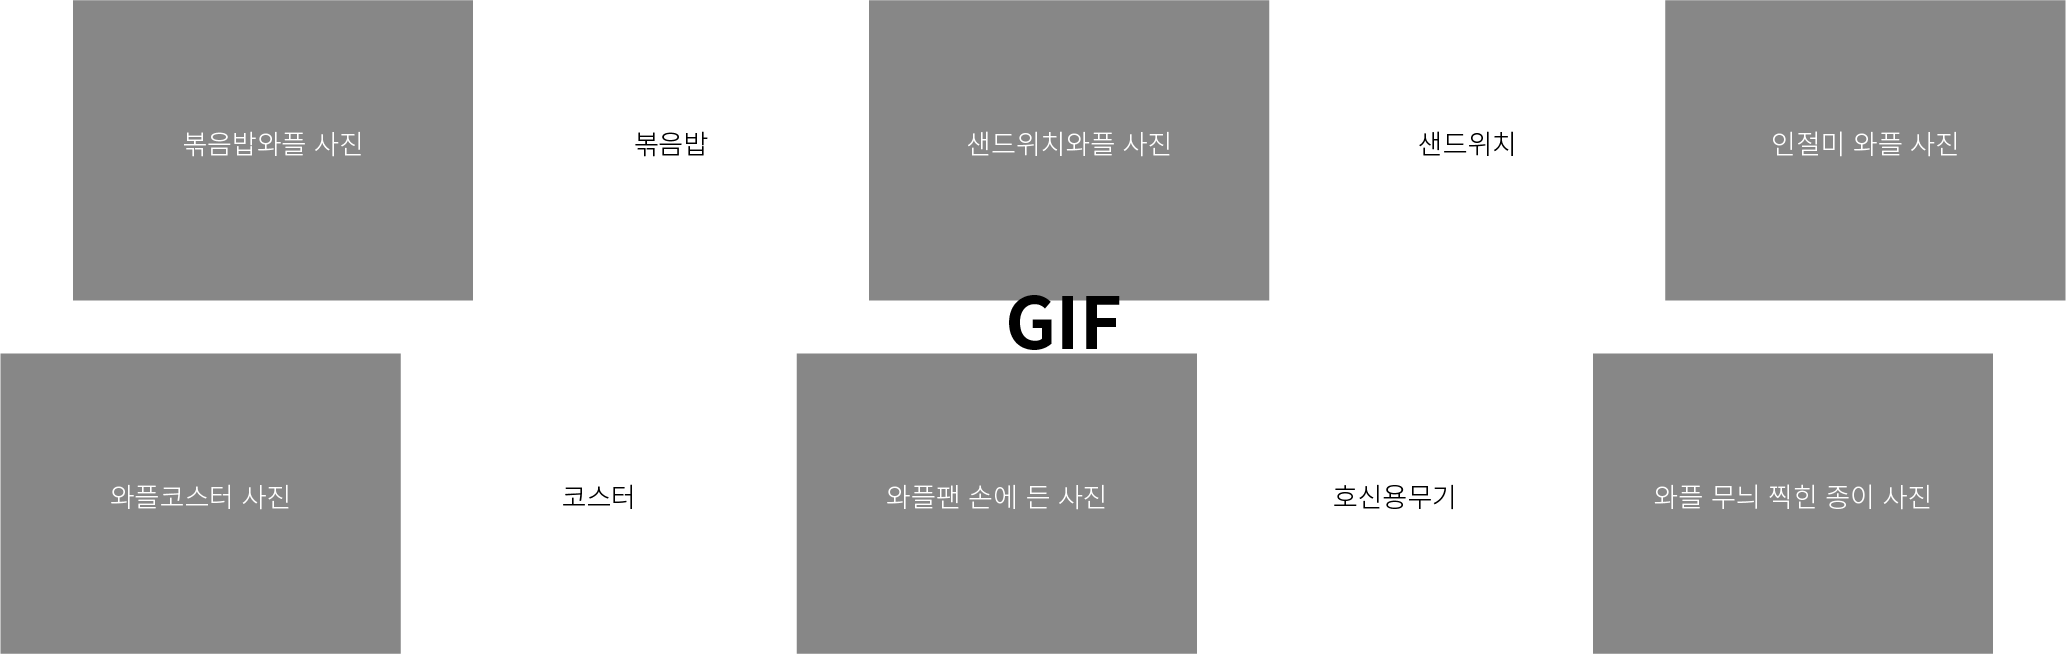 볶음밥와플 사진
볶음밥
샌드위치와플 사진
샌드위치
인절미 와플 사진
GIF
와플코스터 사진
코스터
와플팬 손에 든 사진
호신용무기
와플 무늬 찍힌 종이 사진